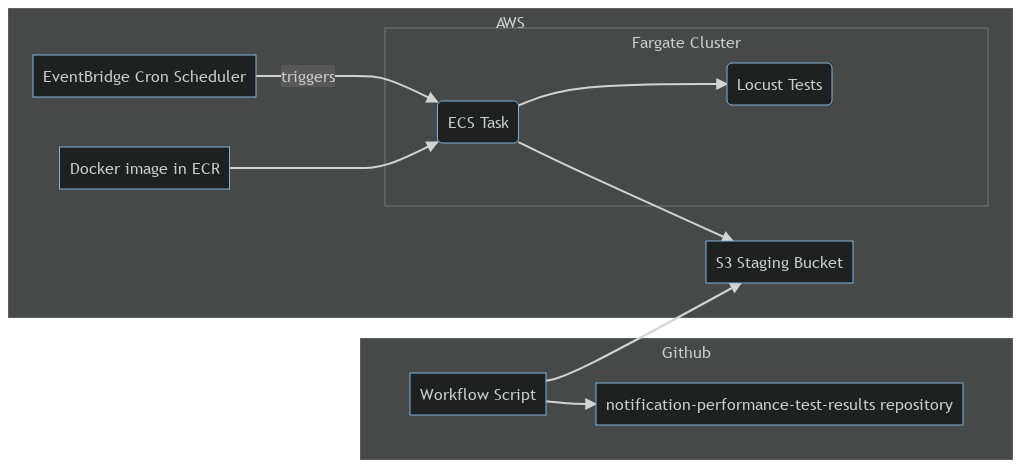 AWS
Fargate Cluster
EventBridge Cron Scheduler
triggers
Locust Tests
ECS Task
Docker image in ECR
S3 Staging Bucket
Github
Workflow Script
notification-performance-test-results repository